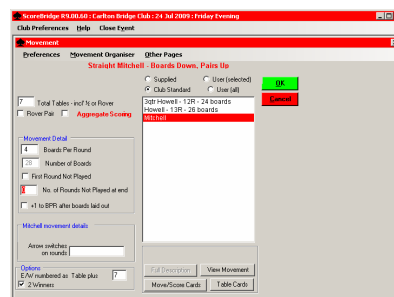 ScoreBridge R9.00.60 : Carlton Bridge Club : 24 Jul 2009 : Friday Evening
Club Preferences Help Close Event
Movement
Preferences Movement Organiser Other Pages
Straight Mitchell - Boards Down, Pairs Up
Supplied User (selected)
Club Standard User (all)
OK
Cancel
7 Total Tables - incl ½ or Rover
Rover Pair Aggregate Scoring
3qtr Howell - 12R - 24 boards
Howell - 13R - 26 boards
Mitchell
Movement Detail
4 Boards Per Round
28 Number of Boards
First Round Not Played
No. of Rounds Not Played at end
+1 to BPR after boards laid out
Mitchell movement details
Arrow switches
on rounds
Options
E/W numbered as Table plus 7
2 Winners
Full Description View Movement
Move/Score Cards Table Cards